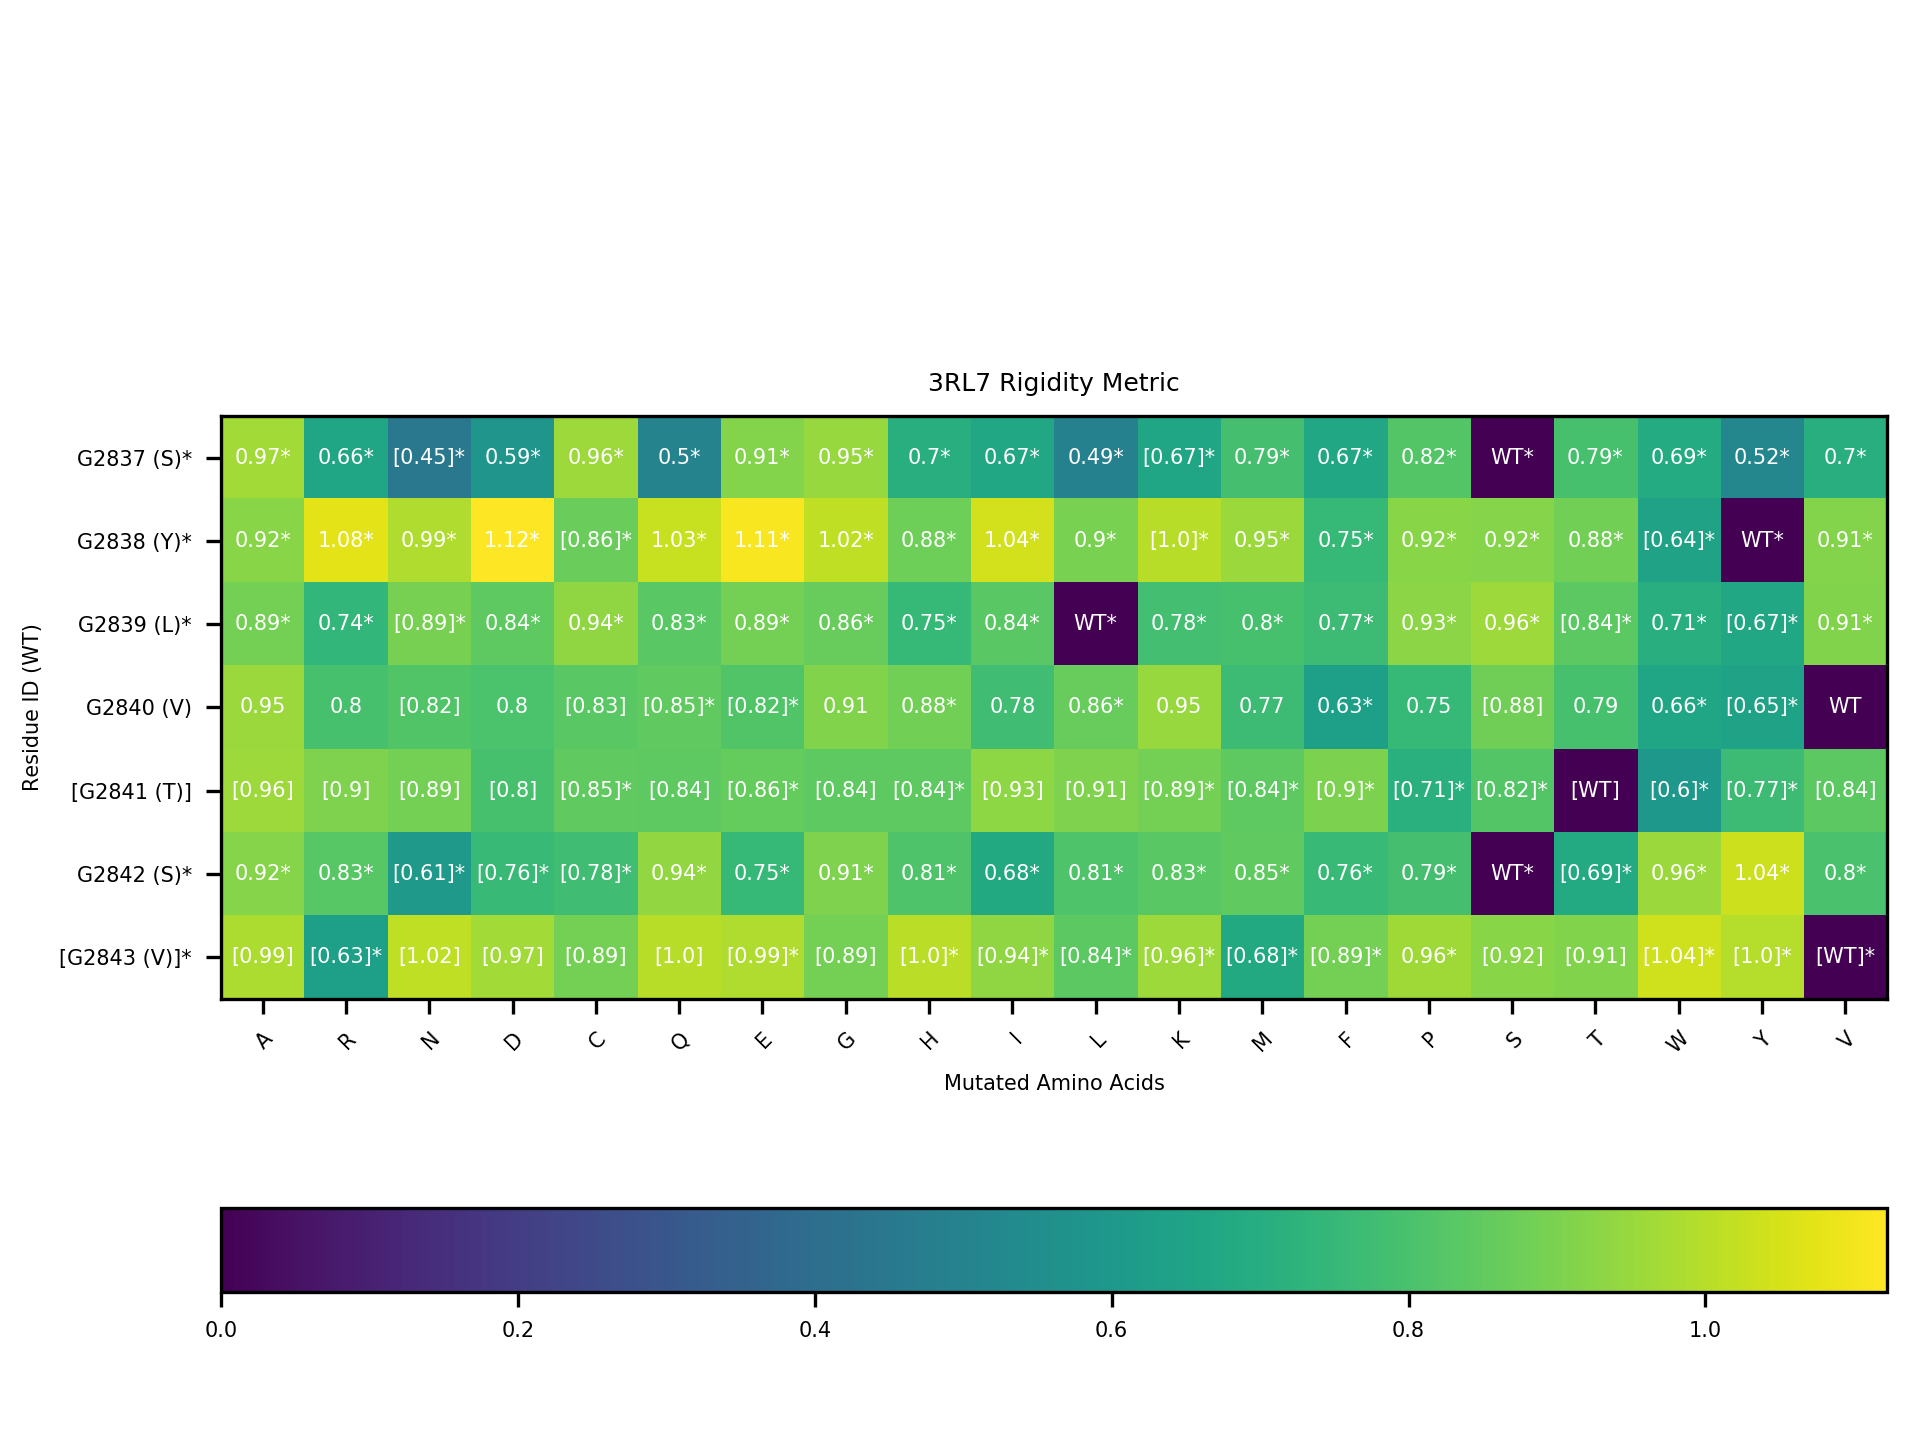 3RL7 Rigidity Metric
Residue ID (WT)
G2837 (S)* 0.97* 0.66* [0.45]* 0.59* 0.96* 0.5* 0.91* 0.95* 0.7* 0.67* 0.49* [0.67]* 0.79* 0.67* 0.82* WT* 0.79* 0.69* 0.52* 0.7*
G2838 (Y)* 0.92* 1.08* 0.99* 1.12* [0.86]* 1.03* 1.11* 1.02* 0.88* 1.04* 0.9* [1.0]* 0.95* 0.75* 0.92* 0.92* 0.88* [0.64]* WT* 0.91*
G2839 (L)* 0.89* 0.74* [0.89]* 0.84* 0.94* 0.83* 0.89* 0.86* 0.75* 0.84* WT* 0.78* 0.8* 0.77* 0.93* 0.96* [0.84]* 0.71* [0.67]* 0.91*
G2840 (V) 0.95 0.8 [0.82] 0.8 [0.83] [0.85]* [0.82]* 0.91 0.88* 0.78 0.86* 0.95 0.77 0.63* 0.75 [0.88] 0.79 0.66* [0.65]* WT
[G2841 (T)] [0.96] [0.9] [0.89] [0.8] [0.85]* [0.84] [0.86]* [0.84] [0.84]* [0.93] [0.91] [0.89]* [0.84]* [0.9]* [0.71]* [0.82]* [WT] [0.6]* [0.77]* [0.84]
G2842 (S)* 0.92* 0.83* [0.61]* [0.76]* [0.78]* 0.94* 0.75* 0.91* 0.81* 0.68* 0.81* 0.83* 0.85* 0.76* 0.79* WT* [0.69]* 0.96* 1.04* 0.8*
[G2843 (V)]* [0.99] [0.63]* [1.02] [0.97] [0.89] [1.0] [0.99]* [0.89] [1.0]* [0.94]* [0.84]* [0.96]* [0.68]* [0.89]* 0.96* [0.92] [0.91] [1.04]* [1.0]* [WT]*
A R N D C Q E G H I L K M F P S T W Y V
Mutated Amino Acids
0.0 0.2 0.4 0.6 0.8 1.0